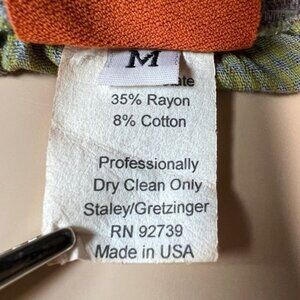 M
35% Rayon
8% Cotton
Professionally
Dry Clean Only
Staley/Gretzinger
RN 92739
Made in USA